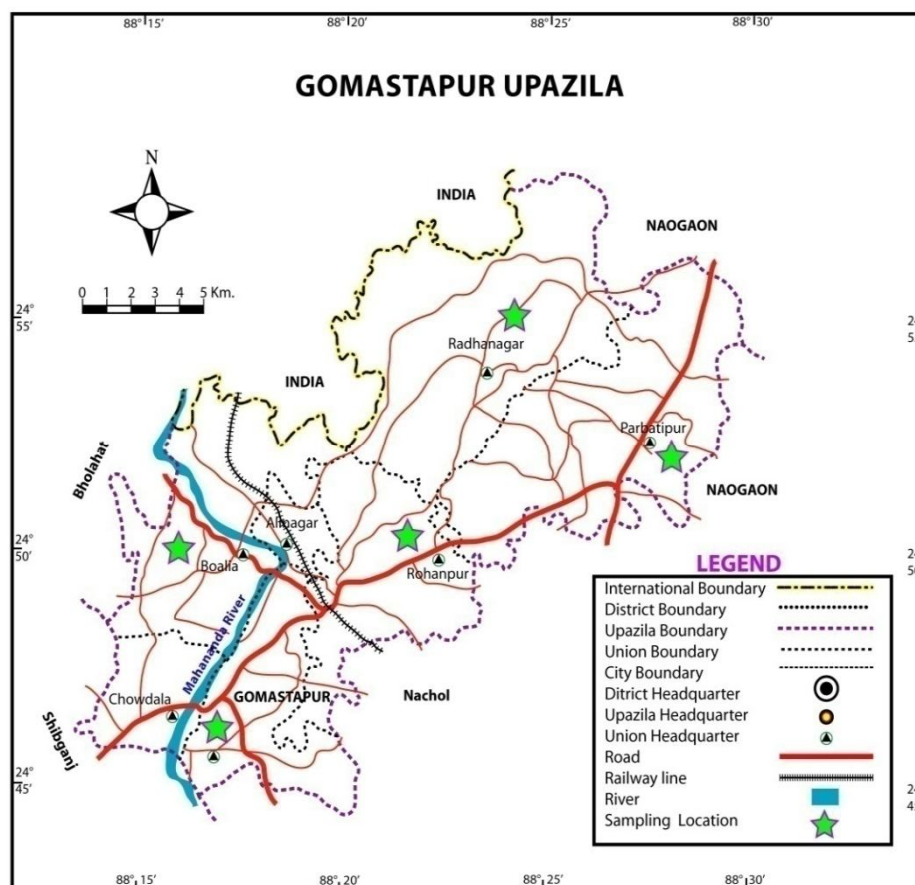 88° 15'
88° 20'
88° 25'
88° 30'
GOMASTAPUR UPAZILA
N
INDIA
NAOGAON
0 1 2 3 4 5 Km.
24°
55'
Radhanagar
INDIA
Parbatipur
Bholahat
NAOGAON
24°
50'
Alinagar
Boalia
Rohanpur
Mahananda River
Chowdala
GOMASTAPUR
Nachol
Shibganj
24°
45'
LEGEND
International Boundary
District Boundary
Upazila Boundary
Union Boundary
City Boundary
Ditrict Headquarter
Upazila Headquarter
Union Headquarter
Road
Railway line
River
Sampling Location
88° 15'
88° 20'
88° 25'
88° 30'